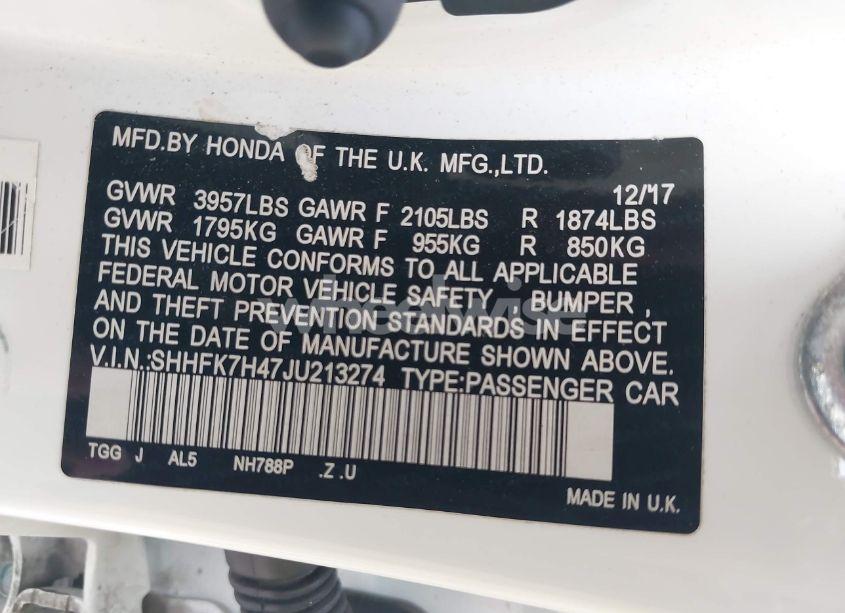 MFD.BY HONDA OF THE U.K. MFG.,LTD.
12/'17
GVWR 3957LBS GAWR F 2105LBS R 1874LBS
GVWR 1795KG GAWR F 955KG R 850KG
THIS VEHICLE CONFORMS TO ALL APPLICABLE
FEDERAL MOTOR VEHICLE SAFETY , BUMPER ,
AND THEFT PREVENTION STANDARDS IN EFFECT
ON THE DATE OF MANUFACTURE SHOWN ABOVE.
V.I.N.:SHHFK7H47JU213274 TYPE:PASSENGER CAR
TGG J AL5 NH788P .Z .U
MADE IN U.K.
wheelwise